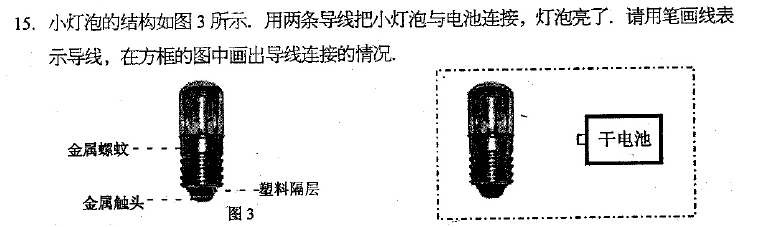 15. 小灯泡的结构如图 3 所示. 用两条导线把小灯泡与电池连接，灯泡亮了. 请用笔画线表
示导线，在方框的图中画出导线连接的情况.
金属螺蚊
金属触头
塑料隔层
图 3
干电池